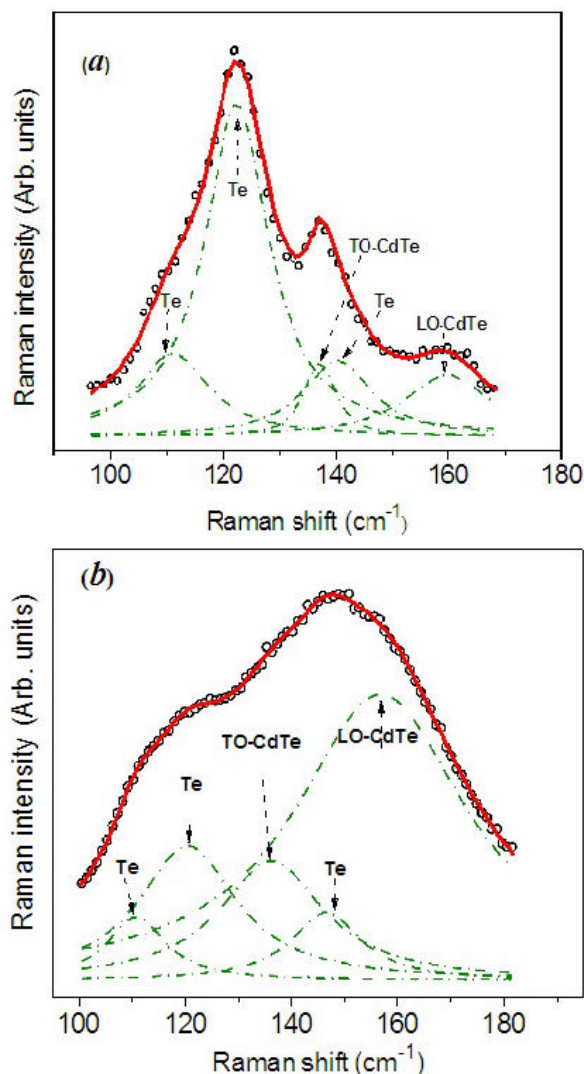 (a)
Raman intensity (Arb. units)
Te
TO-CdTe
Te
Te
LO-CdTe
100 120 140 160 180
Raman shift (cm-1)
(b)
Raman intensity (Arb. units)
TO-CdTe
LO-CdTe
Te
Te
Te
100 120 140 160 180
Raman shift (cm-1)